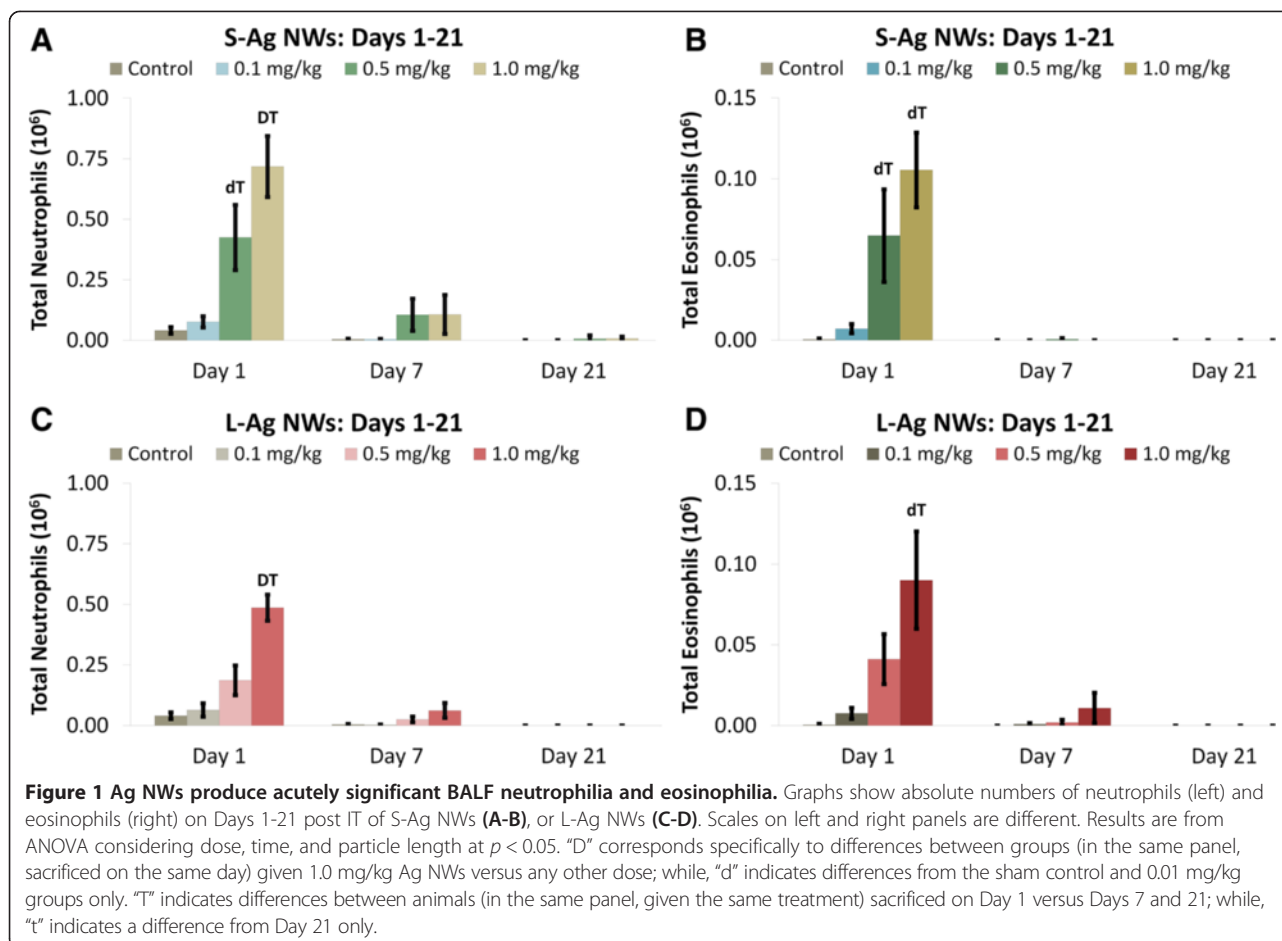 A
S-Ag NWs: Days 1-21
Control 0.1 mg/kg 0.5 mg/kg 1.0 mg/kg
Total Neutrophils (10⁶)
1.00
0.75
0.50
0.25
0.00
dT
DT
Day 1 Day 7 Day 21
B
S-Ag NWs: Days 1-21
Control 0.1 mg/kg 0.5 mg/kg 1.0 mg/kg
Total Eosinophils (10⁶)
0.15
0.10
0.05
0.00
dT
dT
Day 1 Day 7 Day 21
C
L-Ag NWs: Days 1-21
Control 0.1 mg/kg 0.5 mg/kg 1.0 mg/kg
Total Neutrophils (10⁶)
1.00
0.75
0.50
0.25
0.00
DT
Day 1 Day 7 Day 21
D
L-Ag NWs: Days 1-21
Control 0.1 mg/kg 0.5 mg/kg 1.0 mg/kg
Total Eosinophils (10⁶)
0.15
0.10
0.05
0.00
dT
Day 1 Day 7 Day 21
Figure 1 Ag NWs produce acutely significant BALF neutrophilia and eosinophilia. Graphs show absolute numbers of neutrophils (left) and
eosinophils (right) on Days 1-21 post IT of S-Ag NWs (A-B), or L-Ag NWs (C-D). Scales on left and right panels are different. Results are from
ANOVA considering dose, time, and particle length at p < 0.05. “D” corresponds specifically to differences between groups (in the same panel,
sacrificed on the same day) given 1.0 mg/kg Ag NWs versus any other dose; while, “d” indicates differences from the sham control and 0.01 mg/kg
groups only. “T” indicates differences between animals (in the same panel, given the same treatment) sacrificed on Day 1 versus Days 7 and 21; while,
“t” indicates a difference from Day 21 only.